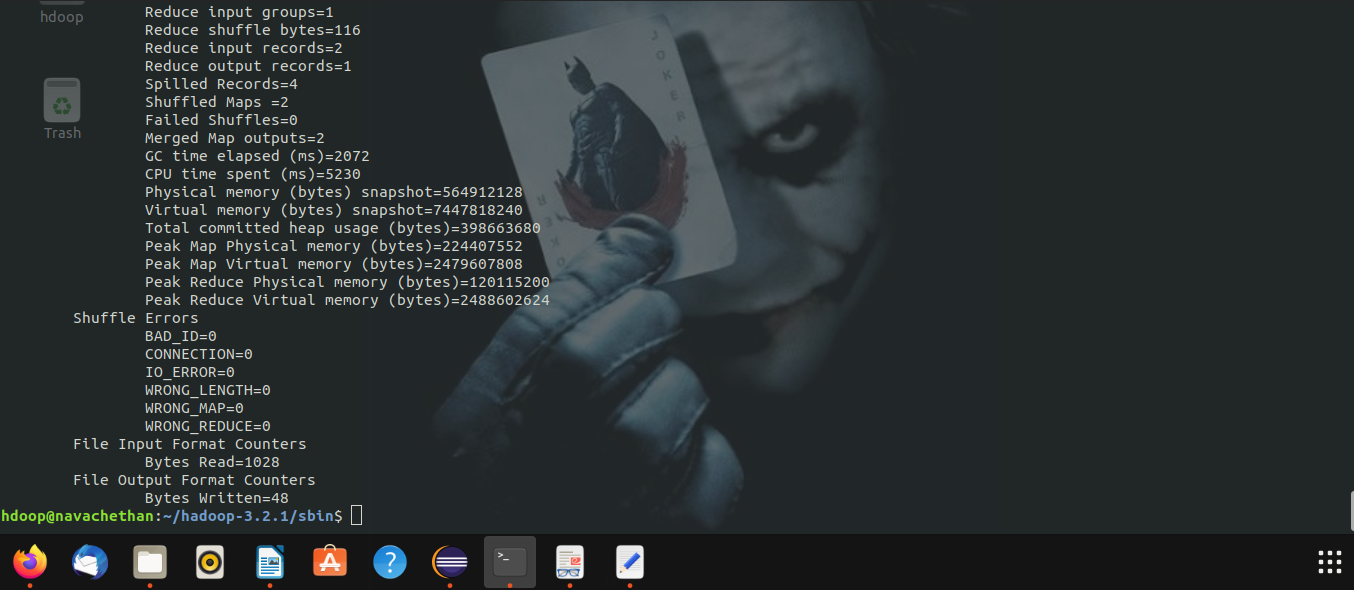 hdoop
Trash
Reduce input groups=1
Reduce shuffle bytes=116
Reduce input records=2
Reduce output records=1
Spilled Records=4
Shuffled Maps =2
Failed Shuffles=0
Merged Map outputs=2
GC time elapsed (ms)=2072
CPU time spent (ms)=5230
Physical memory (bytes) snapshot=564912128
Virtual memory (bytes) snapshot=7447818240
Total committed heap usage (bytes)=398663680
Peak Map Physical memory (bytes)=224407552
Peak Map Virtual memory (bytes)=2479607808
Peak Reduce Physical memory (bytes)=120115200
Peak Reduce Virtual memory (bytes)=2488602624
Shuffle Errors
BAD_ID=0
CONNECTION=0
IO_ERROR=0
WRONG_LENGTH=0
WRONG_MAP=0
WRONG_REDUCE=0
File Input Format Counters
Bytes Read=1028
File Output Format Counters
Bytes Written=48
hdoop@navachethan:~/hadoop-3.2.1/sbin$
JOKER
JOKER